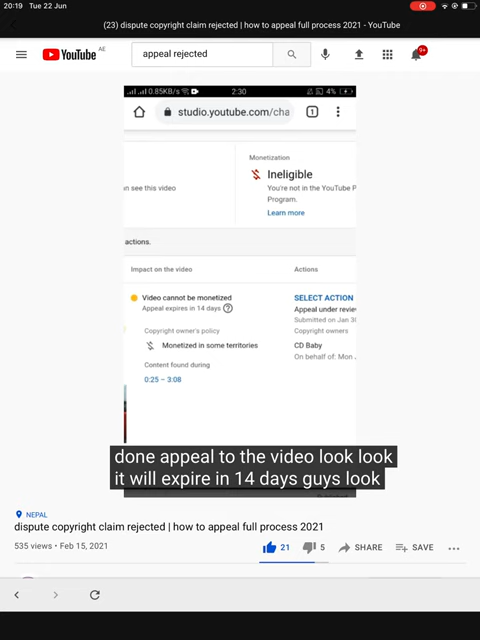 20:19 Tue 22 Jun
(23) dispute copyright claim rejected | how to appeal full process 2021 - YouTube
YouTube AE
appeal rejected
9+
0.85KB/s 2:30 4%
studio.youtube.com/cha 1
Monetization
Ineligible
n see this video
You're not in the YouTube P
Program.
Learn more
actions.
Impact on the video Actions
Video cannot be monetized SELECT ACTION
Appeal expires in 14 days Appeal under revie
Submitted on Jan 3
Copyright owner's policy Copyright owners
Monetized in some territories CD Baby
On behalf of: Mon
Content found during
0:25 – 3:08
done appeal to the video look look
it will expire in 14 days guys look
NEPAL
dispute copyright claim rejected | how to appeal full process 2021
535 views • Feb 15, 2021 21 5 SHARE SAVE